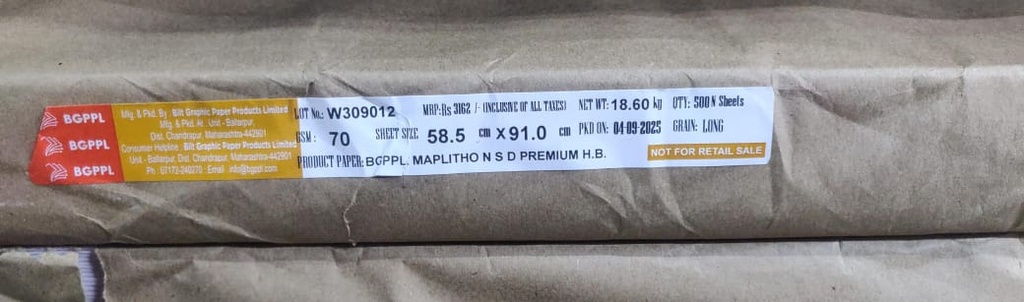 BGPPL
BGPPL
BGPPL
Mfg. & Pkd. By Bilt Graphic Paper Products Limited
Mfg. & Pkd. At : Unit - Ballarpur,
Dist. Chandrapur, Maharashtra-442901
Consumer Helpline : Bilt Graphic Paper Products Limited
Unit - Ballarpur, Dist. Chandrapur, Maharashtra-442901
Ph : 07172-240270 : Email : info@bgppl.com
LOT No.: W309012 MRP:Rs 3162 /- (INCLUSIVE OF ALL TAXES) NET WT: 18.60 kg QTY: 500 N Sheets
GSM : 70 SHEET SIZE 58.5 cm X 91.0 cm PKD ON: 04-09-2025 GRAIN: LONG
PRODUCT PAPER: BGPPL. MAPLITHO N S D PREMIUM H.B.
NOT FOR RETAIL SALE